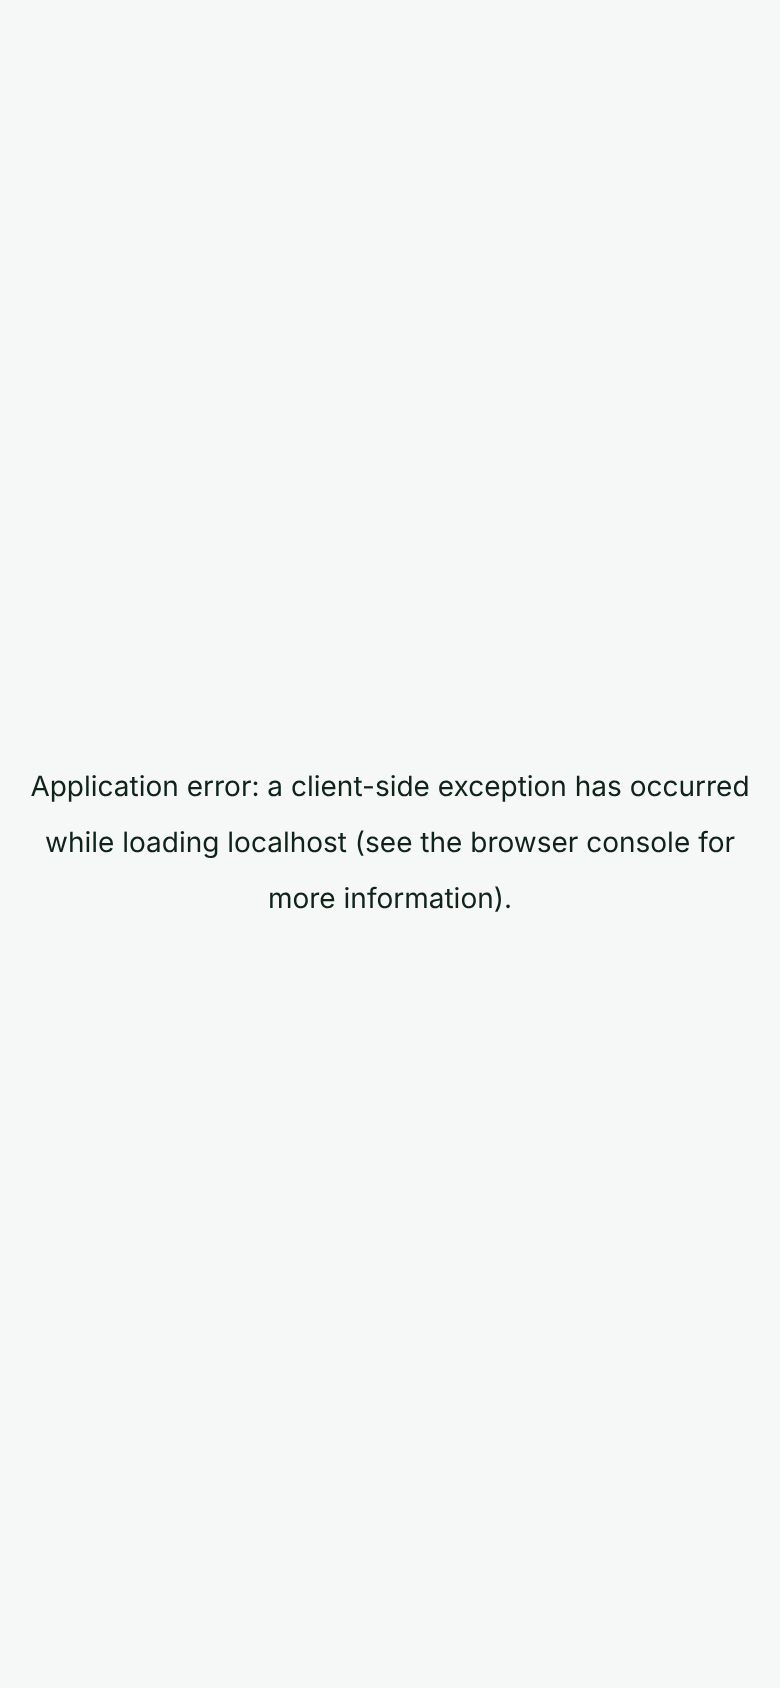 Application error: a client-side exception has occurred
while loading localhost (see the browser console for
more information).